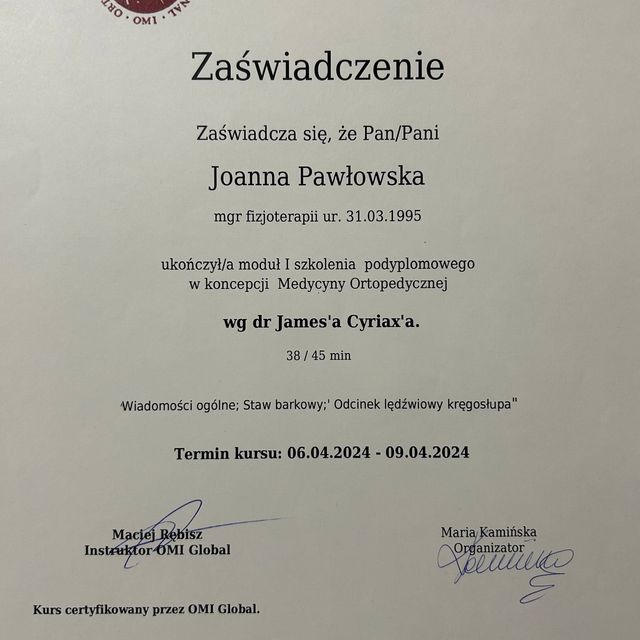 · OMI ·
Zaświadczenie
Zaświadcza się, że Pan/Pani
Joanna Pawłowska
mgr fizjoterapii ur. 31.03.1995
ukończył/a moduł I szkolenia podyplomowego
w koncepcji Medycyny Ortopedycznej
wg dr James'a Cyriax'a.
38 / 45 min
'Wiadomości ogólne; Staw barkowy;' Odcinek lędźwiowy kręgosłupa"
Termin kursu: 06.04.2024 - 09.04.2024
Maciej Rębisz
Instruktor OMI Global
Maria Kamińska
Organizator
Kurs certyfikowany przez OMI Global.